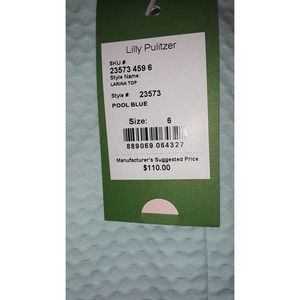 Lilly Pulitzer
SKU #
23573 459 6
Style Name:
LARINA TOP
Style #: 23573
POOL BLUE
Size: 6
889069 064327
Manufacturer's Suggested Price
$110.00